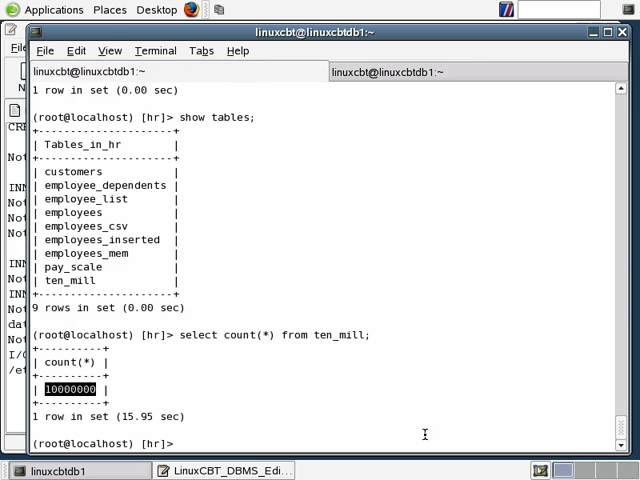 Applications Places Desktop
linuxcbt@linuxcbtdb1:~
File Edit View Terminal Tabs Help
linuxcbt@linuxcbtdb1:~ linuxcbt@linuxcbtdb1:~
1 row in set (0.00 sec)
(root@localhost) [hr]> show tables;
+---------------------+
| Tables_in_hr |
+---------------------+
| customers |
| employee_dependents |
| employee_list |
| employees |
| employees_csv |
| employees_inserted |
| employees_mem |
| pay_scale |
| ten_mill |
+---------------------+
9 rows in set (0.00 sec)
(root@localhost) [hr]> select count(*) from ten_mill;
+----------+
| count(*) |
+----------+
| 10000000 |
+----------+
1 row in set (15.95 sec)
(root@localhost) [hr]>
linuxcbtdb1 LinuxCBT_DBMS_Edi...